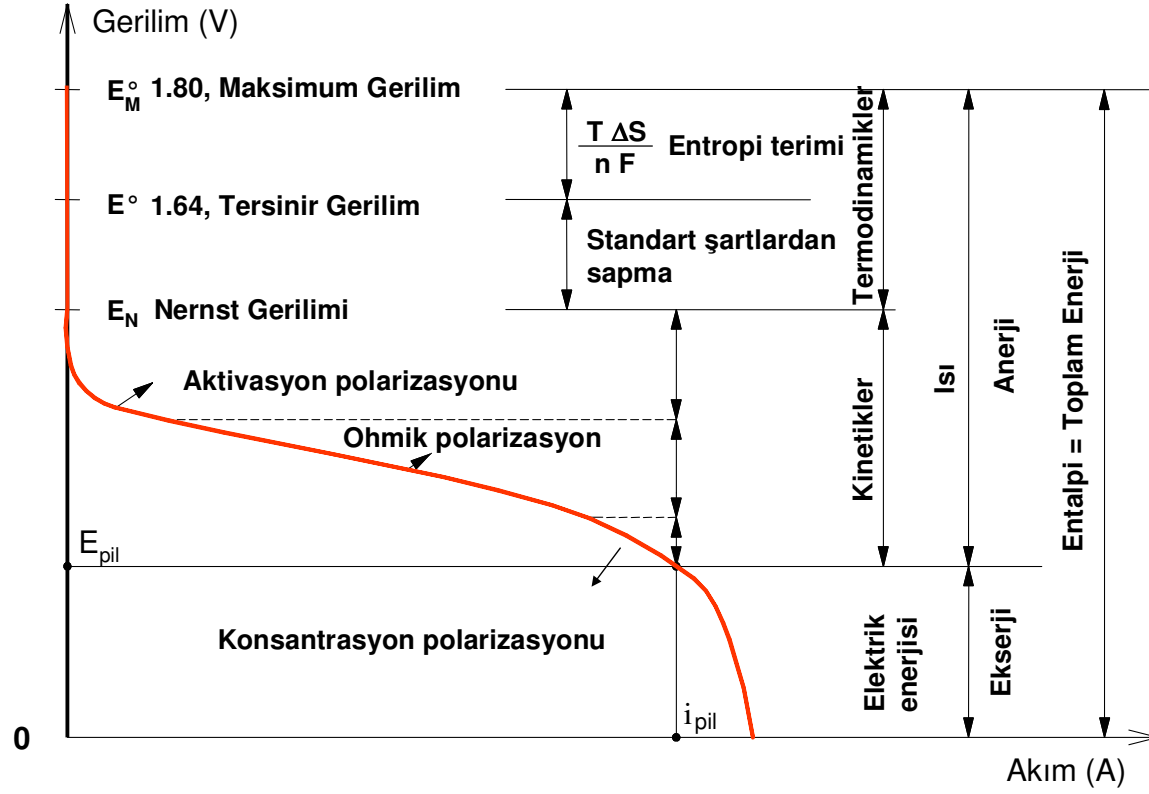 Gerilim (V)
E°M 1.80, Maksimum Gerilim
T ΔS
n F
Entropi terimi
E° 1.64, Tersinir Gerilim
Standart şartlardan
sapma
EN Nernst Gerilimi
Termodinamikler
Aktivasyon polarizasyonu
Ohmik polarizasyon
Kinetikler
Isı
Anerji
Entalpi = Toplam Enerji
Epil
Konsantrasyon polarizasyonu
Elektrik
enerjisi
Ekserji
ipil
0
Akım (A)